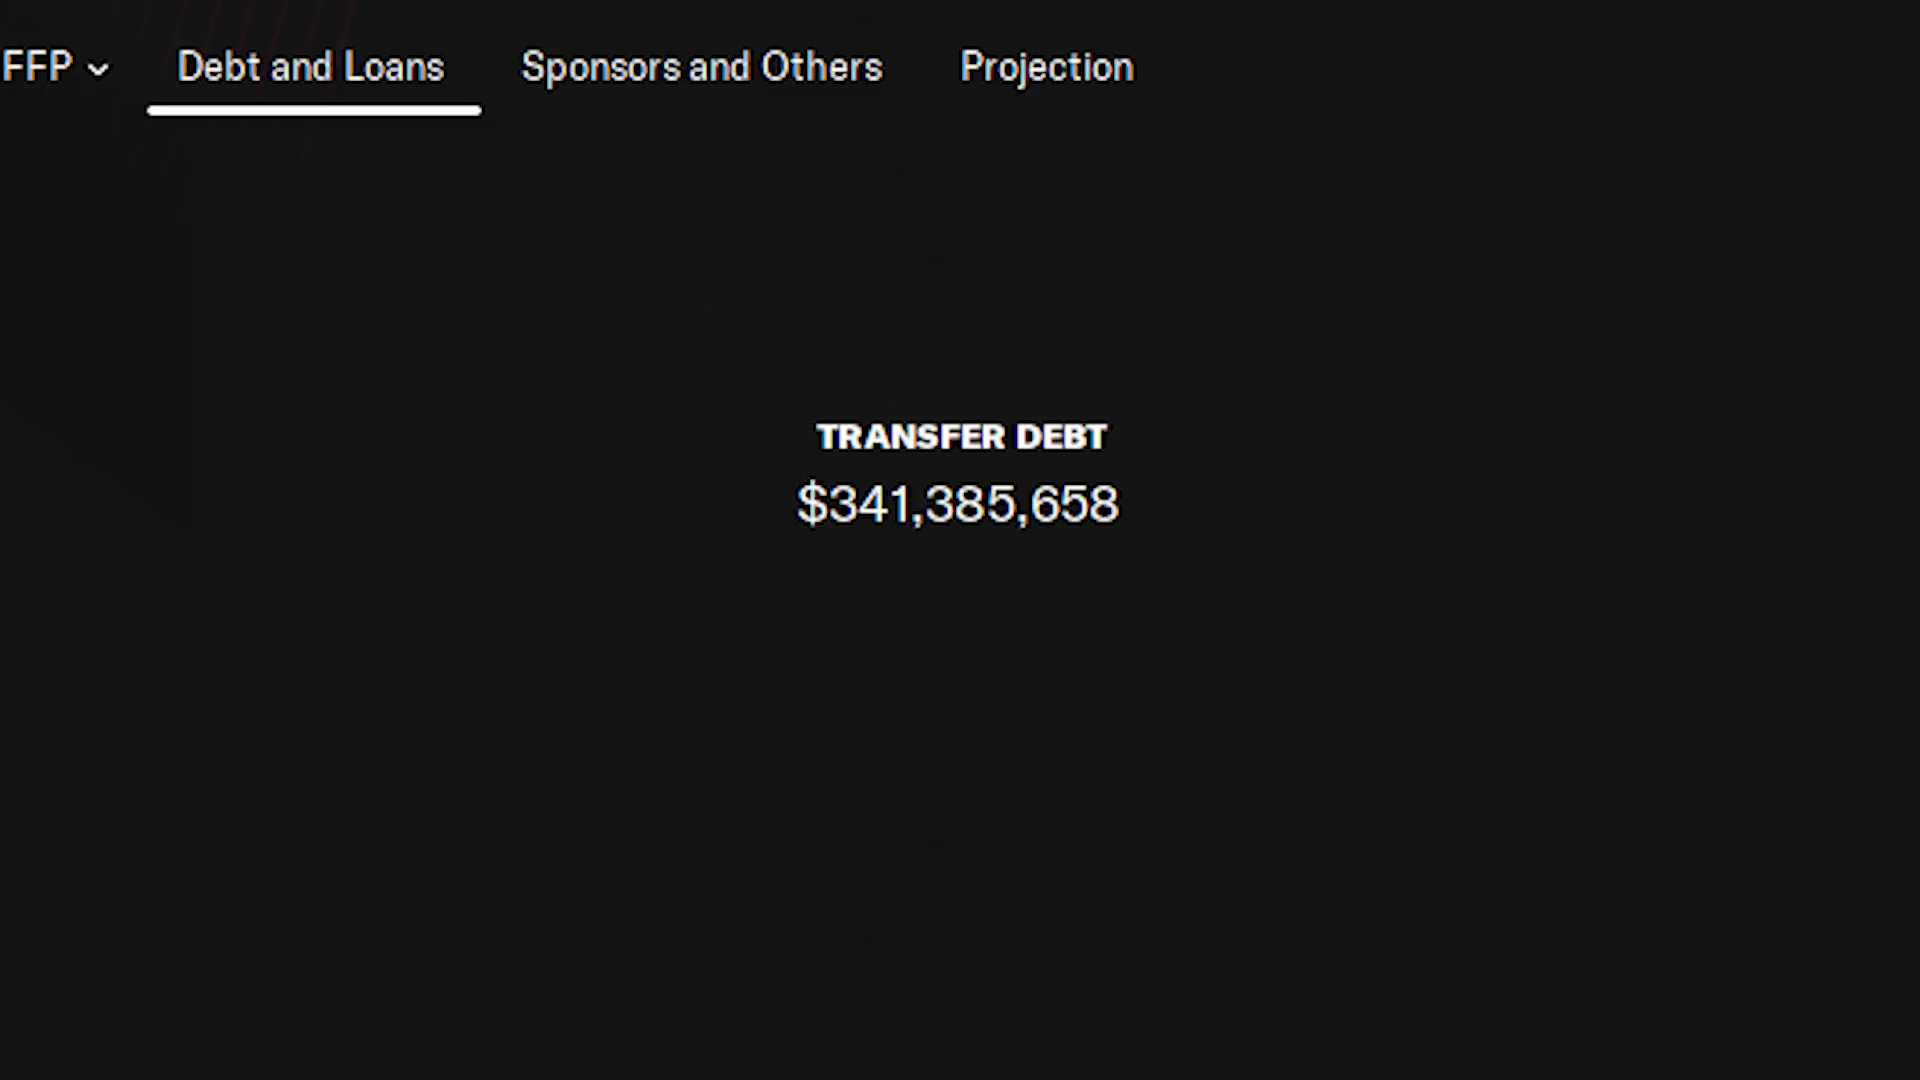 FFP Debt and Loans Sponsors and Others Projection
TRANSFER DEBT
$341,385,658